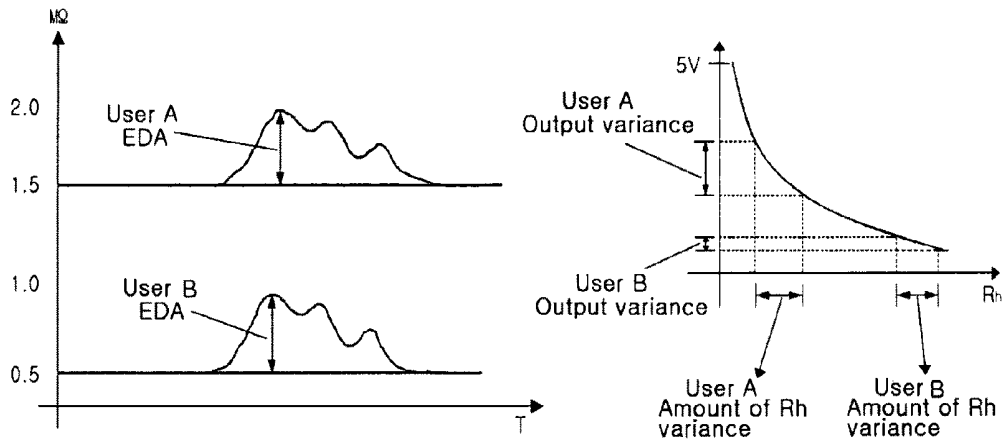 MΩ
2.0
User A
EDA
1.5
1.0
User B
EDA
0.5
T
5V
User A
Output variance
User B
Output variance
Rh
User A
Amount of Rh
variance
User B
Amount of Rh
variance